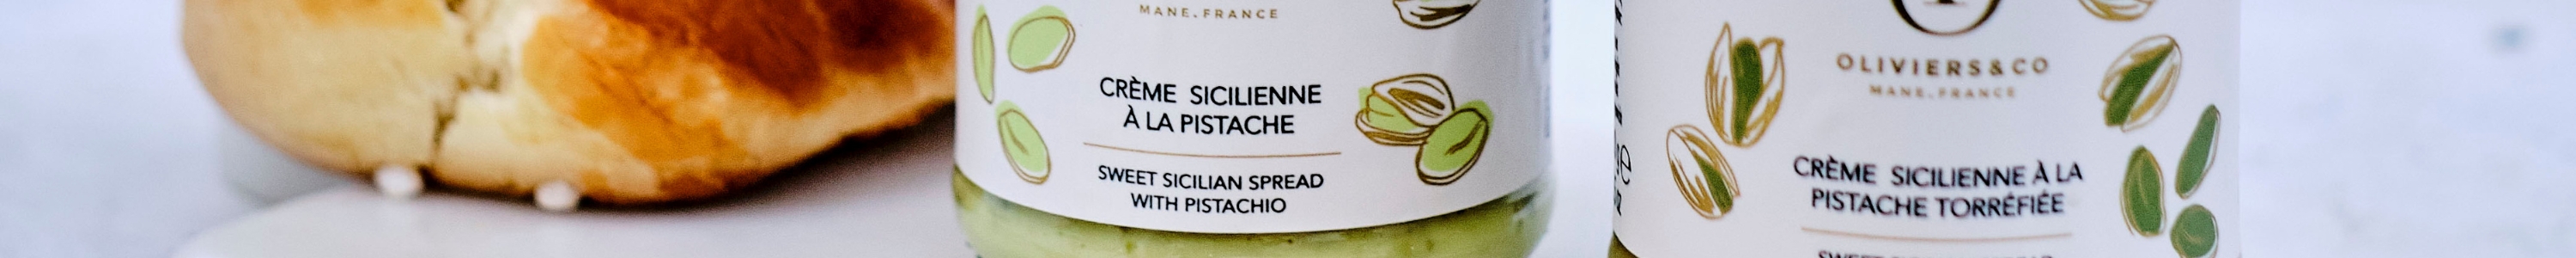 MANE.FRANCE
CRÈME SICILIENNE
À LA PISTACHE
SWEET SICILIAN SPREAD
WITH PISTACHIO
OLIVIERS&CO
MANE.FRANCE
CRÈME SICILIENNE À LA
PISTACHE TORRÉFIÉE